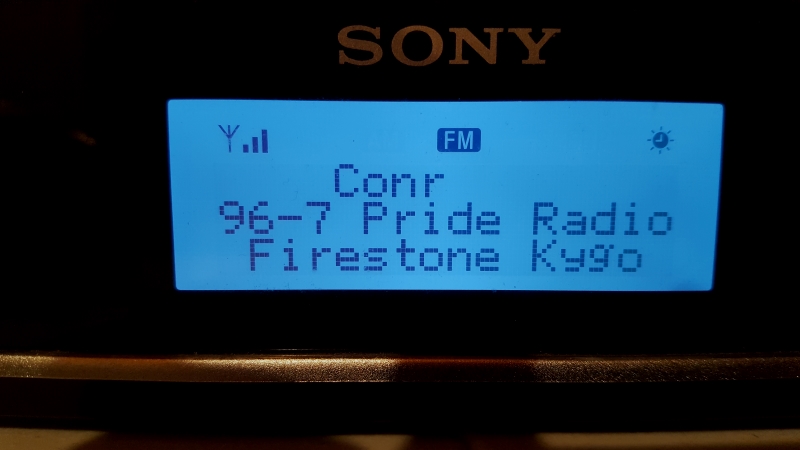 SONY
FM
Conr
96-7 Pride Radio
Firestone Kygo